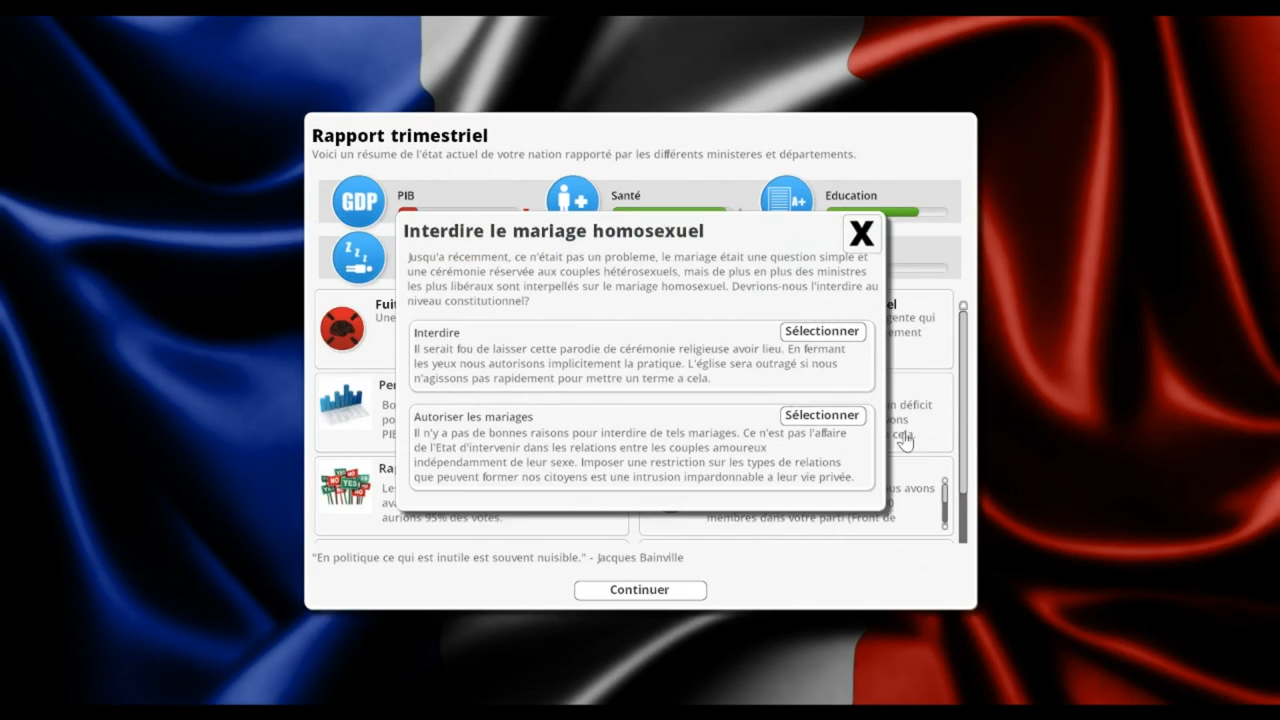 Rapport trimestriel
Voici un résume de l'état actuel de votre nation rapporté par les différents ministeres et départements.
GDP PIB Santé A+ Education
Interdire le mariage homosexuel X
Jusqu'a récemment, ce n'était pas un probleme, le mariage était une question simple et
une cérémonie réservée aux couples hétérosexuels, mais de plus en plus des ministres
les plus libéraux sont interpellés sur le mariage homosexuel. Devrions-nous l'interdire au
niveau constitutionnel?
Interdire Sélectionner
Il serait fou de laisser cette parodie de cérémonie religieuse avoir lieu. En fermant
les yeux nous autorisons implicitement la pratique. L'église sera outragé si nous
n'agissons pas rapidement pour mettre un terme a cela.
Autoriser les mariages Sélectionner
Il n'y a pas de bonnes raisons pour interdire de tels mariages. Ce n'est pas l'affaire
de l'Etat d'intervenir dans les relations entre les couples amoureux
indépendamment de leur sexe. Imposer une restriction sur les types de relations
que peuvent former nos citoyens est une intrusion impardonnable a leur vie privée.
Une
qui
déficit
us avons
aurions 95% des votes.
membres dans votre parti (Front de
"En politique ce qui est inutile est souvent nuisible." - Jacques Bainville
Continuer